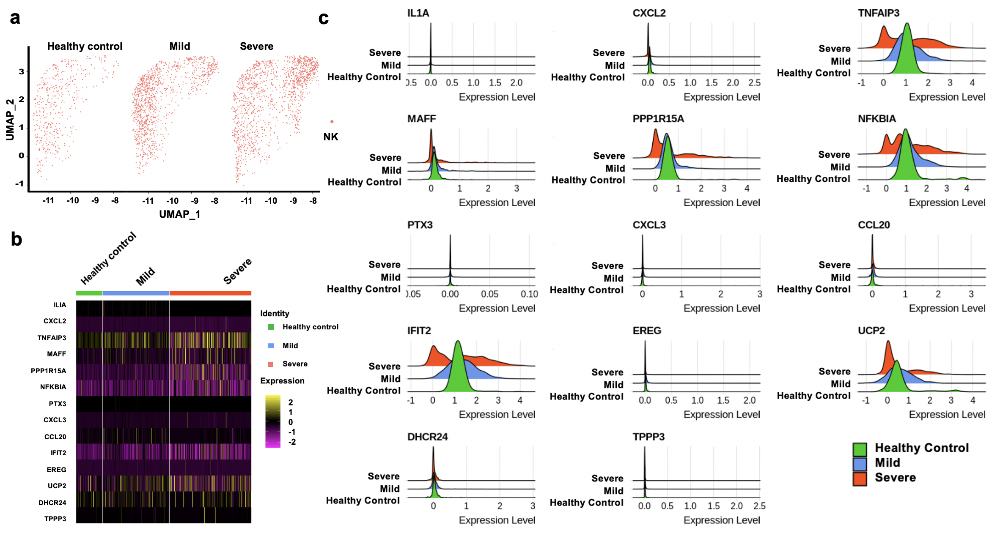 a
Healthy control Mild Severe
3
2
1
0
-1
UMAP_2
-11 -10 -9 -8 -11 -10 -9 -8 -11 -10 -9 -8
UMAP_1
NK
b
Healthy control Mild Severe
ILIA
CXCL2
TNFAIP3
MAFF
PPP1R15A
NFKBIA
PTX3
CXCL3
CCL20
IFIT2
EREG
UCP2
DHCR24
TPPP3
Identity
Healthy control
Mild
Severe
Expression
2
1
0
-1
-2
c
IL1A
Severe
Mild
Healthy Control
0.5 0.0 0.5 1.0 1.5 2.0
Expression Level
CXCL2
Severe
Mild
Healthy Control
0.0 0.5 1.0 1.5 2.0 2.5
Expression Level
TNFAIP3
Severe
Mild
Healthy Control
-1 0 1 2 3 4
Expression Level
MAFF
Severe
Mild
Healthy Control
0 1 2 3
Expression Level
PPP1R15A
Severe
Mild
Healthy Control
0 1 2 3 4
Expression Level
NFKBIA
Severe
Mild
Healthy Control
-1 0 1 2 3 4
Expression Level
PTX3
Severe
Mild
Healthy Control
0.05 0.00 0.05 0.10
Expression Level
CXCL3
Severe
Mild
Healthy Control
0 1 2 3
Expression Level
CCL20
Severe
Mild
Healthy Control
0 1 2 3
Expression Level
IFIT2
Severe
Mild
Healthy Control
-1 0 1 2 3 4
Expression Level
EREG
Severe
Mild
Healthy Control
0.0 0.5 1.0 1.5 2.0
Expression Level
UCP2
Severe
Mild
Healthy Control
-1 0 1 2 3 4
Expression Level
DHCR24
Severe
Mild
Healthy Control
0 1 2 3
Expression Level
TPPP3
Severe
Mild
Healthy Control
0.0 0.5 1.0 1.5 2.0 2.5
Expression Level
Healthy Control
Mild
Severe